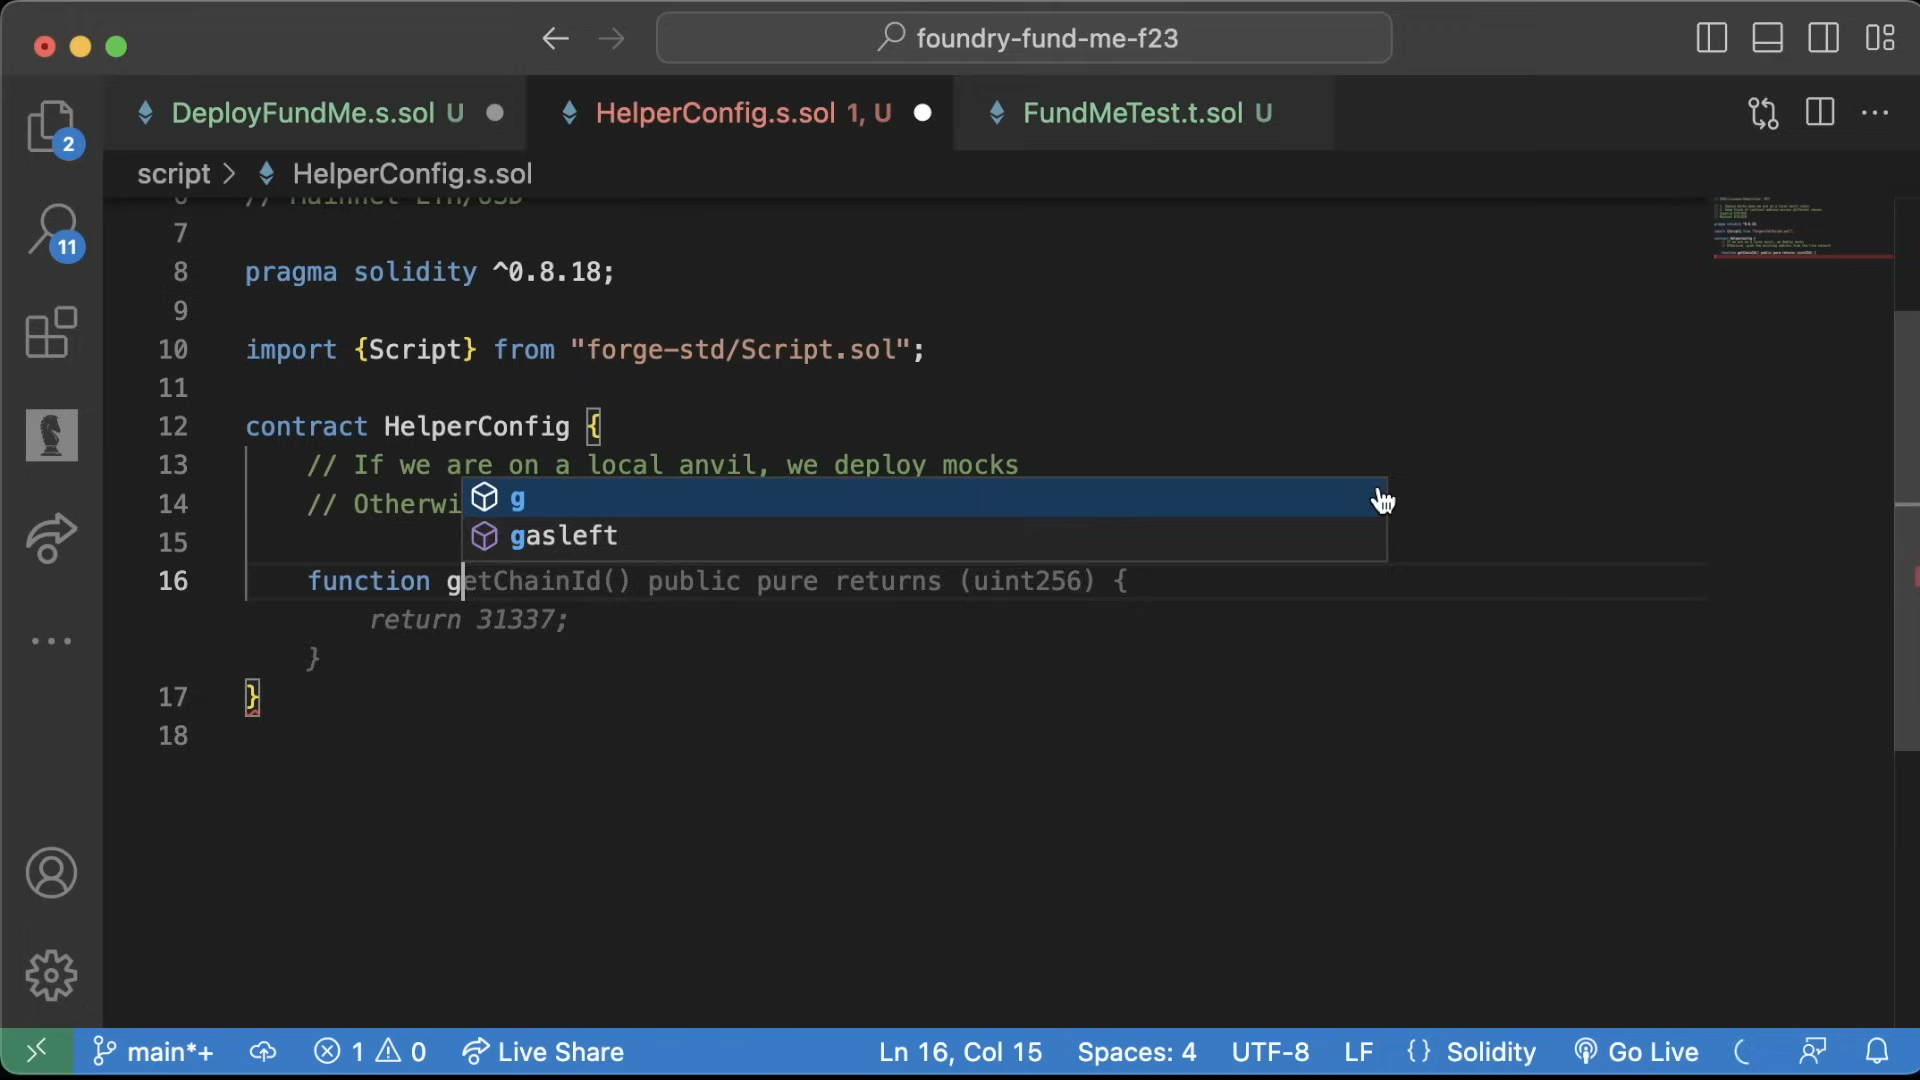 foundry-fund-me-f23
DeployFundMe.s.sol U
HelperConfig.s.sol 1, U
FundMeTest.t.sol U
2
script > HelperConfig.s.sol
6 // Mainnet ETH/USD
7
11
8 pragma solidity ^0.8.18;
9
10 import {Script} from "forge-std/Script.sol";
11
12 contract HelperConfig {
13 // If we are on a local anvil, we deploy mocks
14 // Otherwi
g
gasleft
15
16 function getChainId() public pure returns (uint256) {
return 31337;
}
17 }
18
main*+
1
0
Live Share
Ln 16, Col 15
Spaces: 4
UTF-8
LF
{} Solidity
Go Live